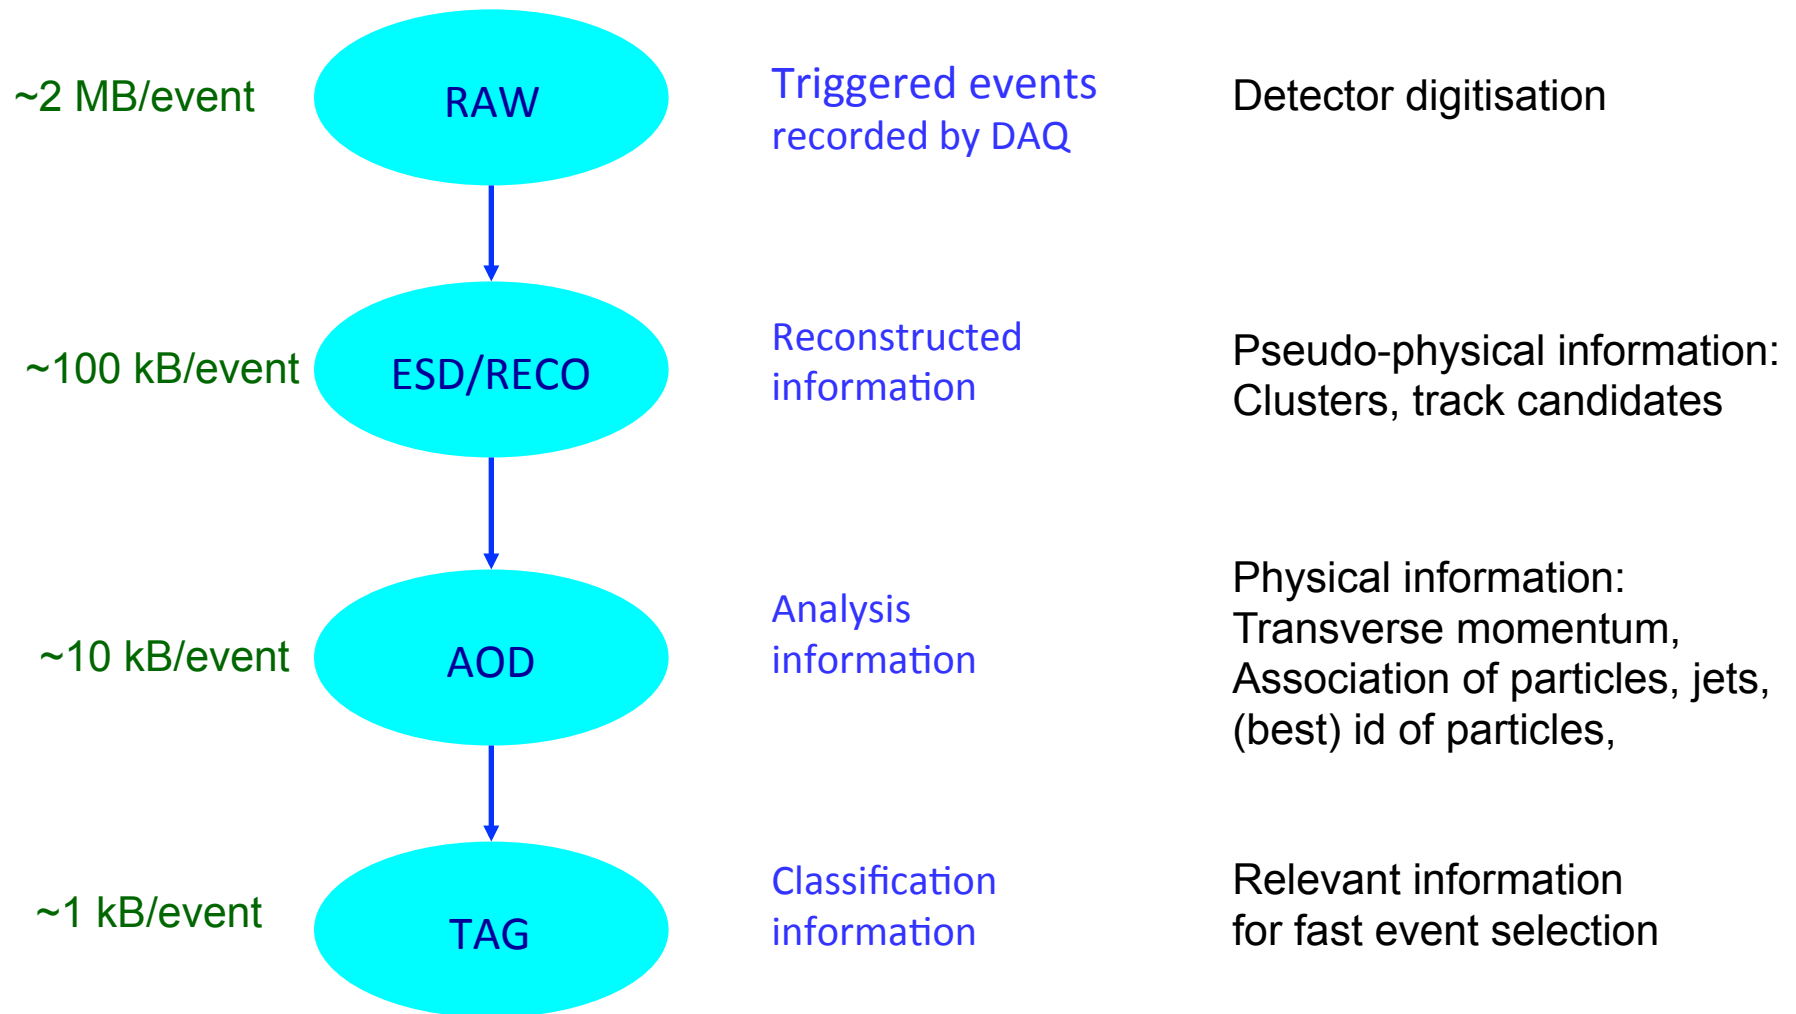 ~2 MB/event
RAW
Triggered events
recorded by DAQ
Detector digitisation
~100 kB/event
ESD/RECO
Reconstructed
information
Pseudo-physical information:
Clusters, track candidates
~10 kB/event
AOD
Analysis
information
Physical information:
Transverse momentum,
Association of particles, jets,
(best) id of particles,
~1 kB/event
TAG
Classification
information
Relevant information
for fast event selection